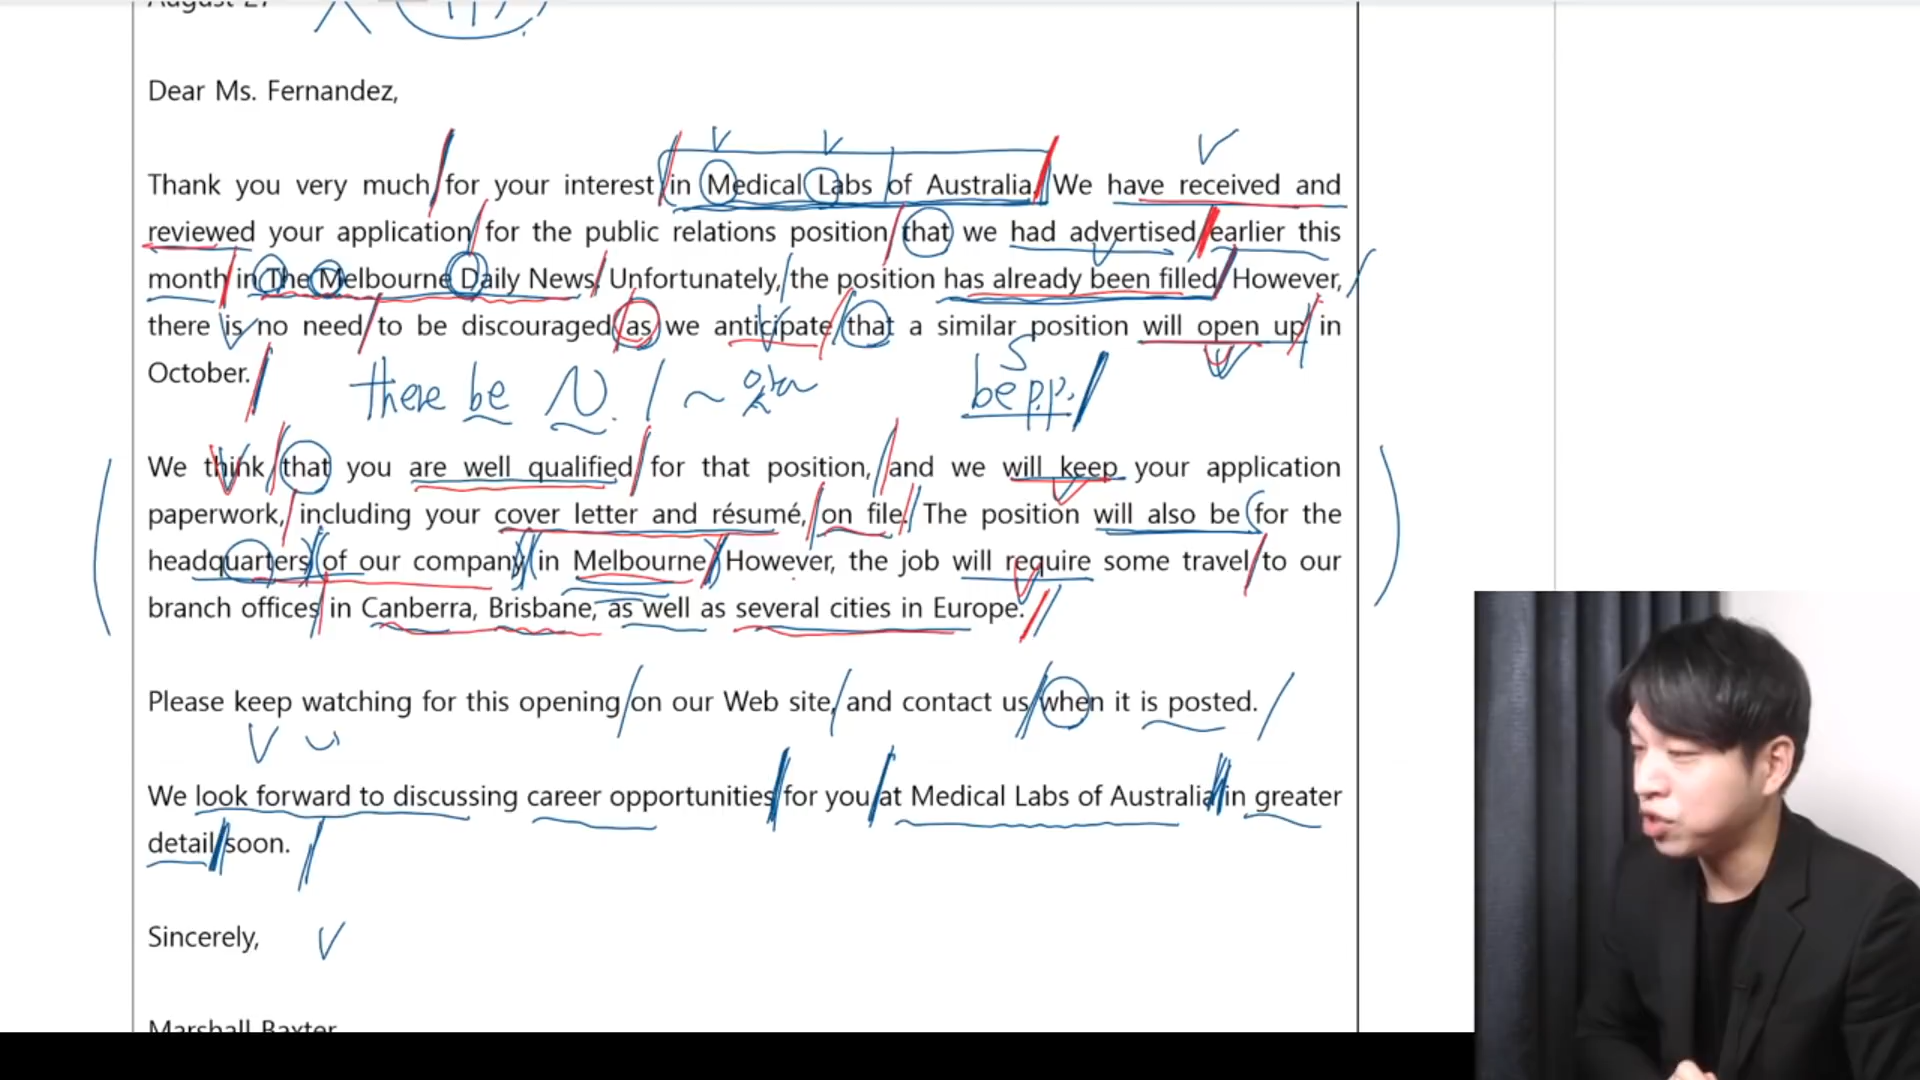 August 27
Dear Ms. Fernandez,
Thank you very much for your interest in Medical Labs of Australia. We have received and
reviewed your application for the public relations position that we had advertised earlier this
month in The Melbourne Daily News. Unfortunately, the position has already been filled. However,
there is no need to be discouraged as we anticipate that a similar position will open up in
October.
there be N. / ~
be p.p.
S
We think that you are well qualified for that position, and we will keep your application
paperwork, including your cover letter and résumé, on file. The position will also be for the
headquarters of our company in Melbourne. However, the job will require some travel to our
branch offices in Canberra, Brisbane, as well as several cities in Europe.
Please keep watching for this opening on our Web site, and contact us when it is posted.
We look forward to discussing career opportunities for you at Medical Labs of Australia in greater
detail soon.
Sincerely,
Marshall Baxter